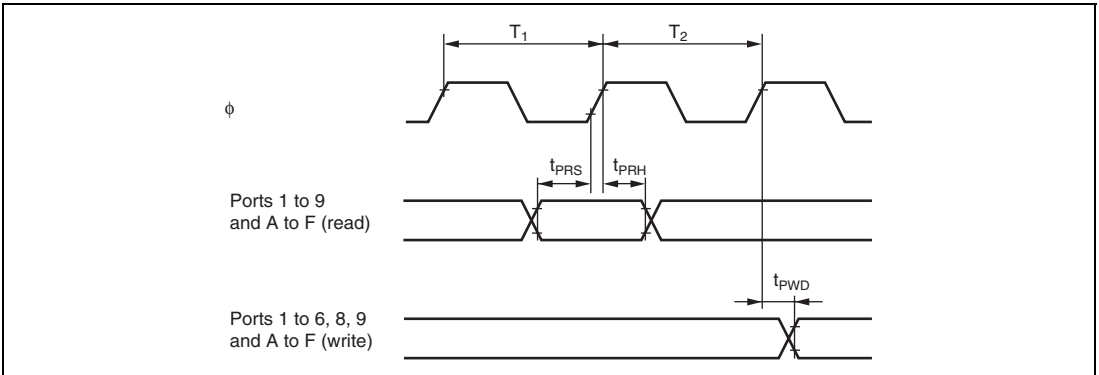 T₁ T₂
φ
tPRS tPRH
Ports 1 to 9
and A to F (read)
tPWD
Ports 1 to 6, 8, 9
and A to F (write)